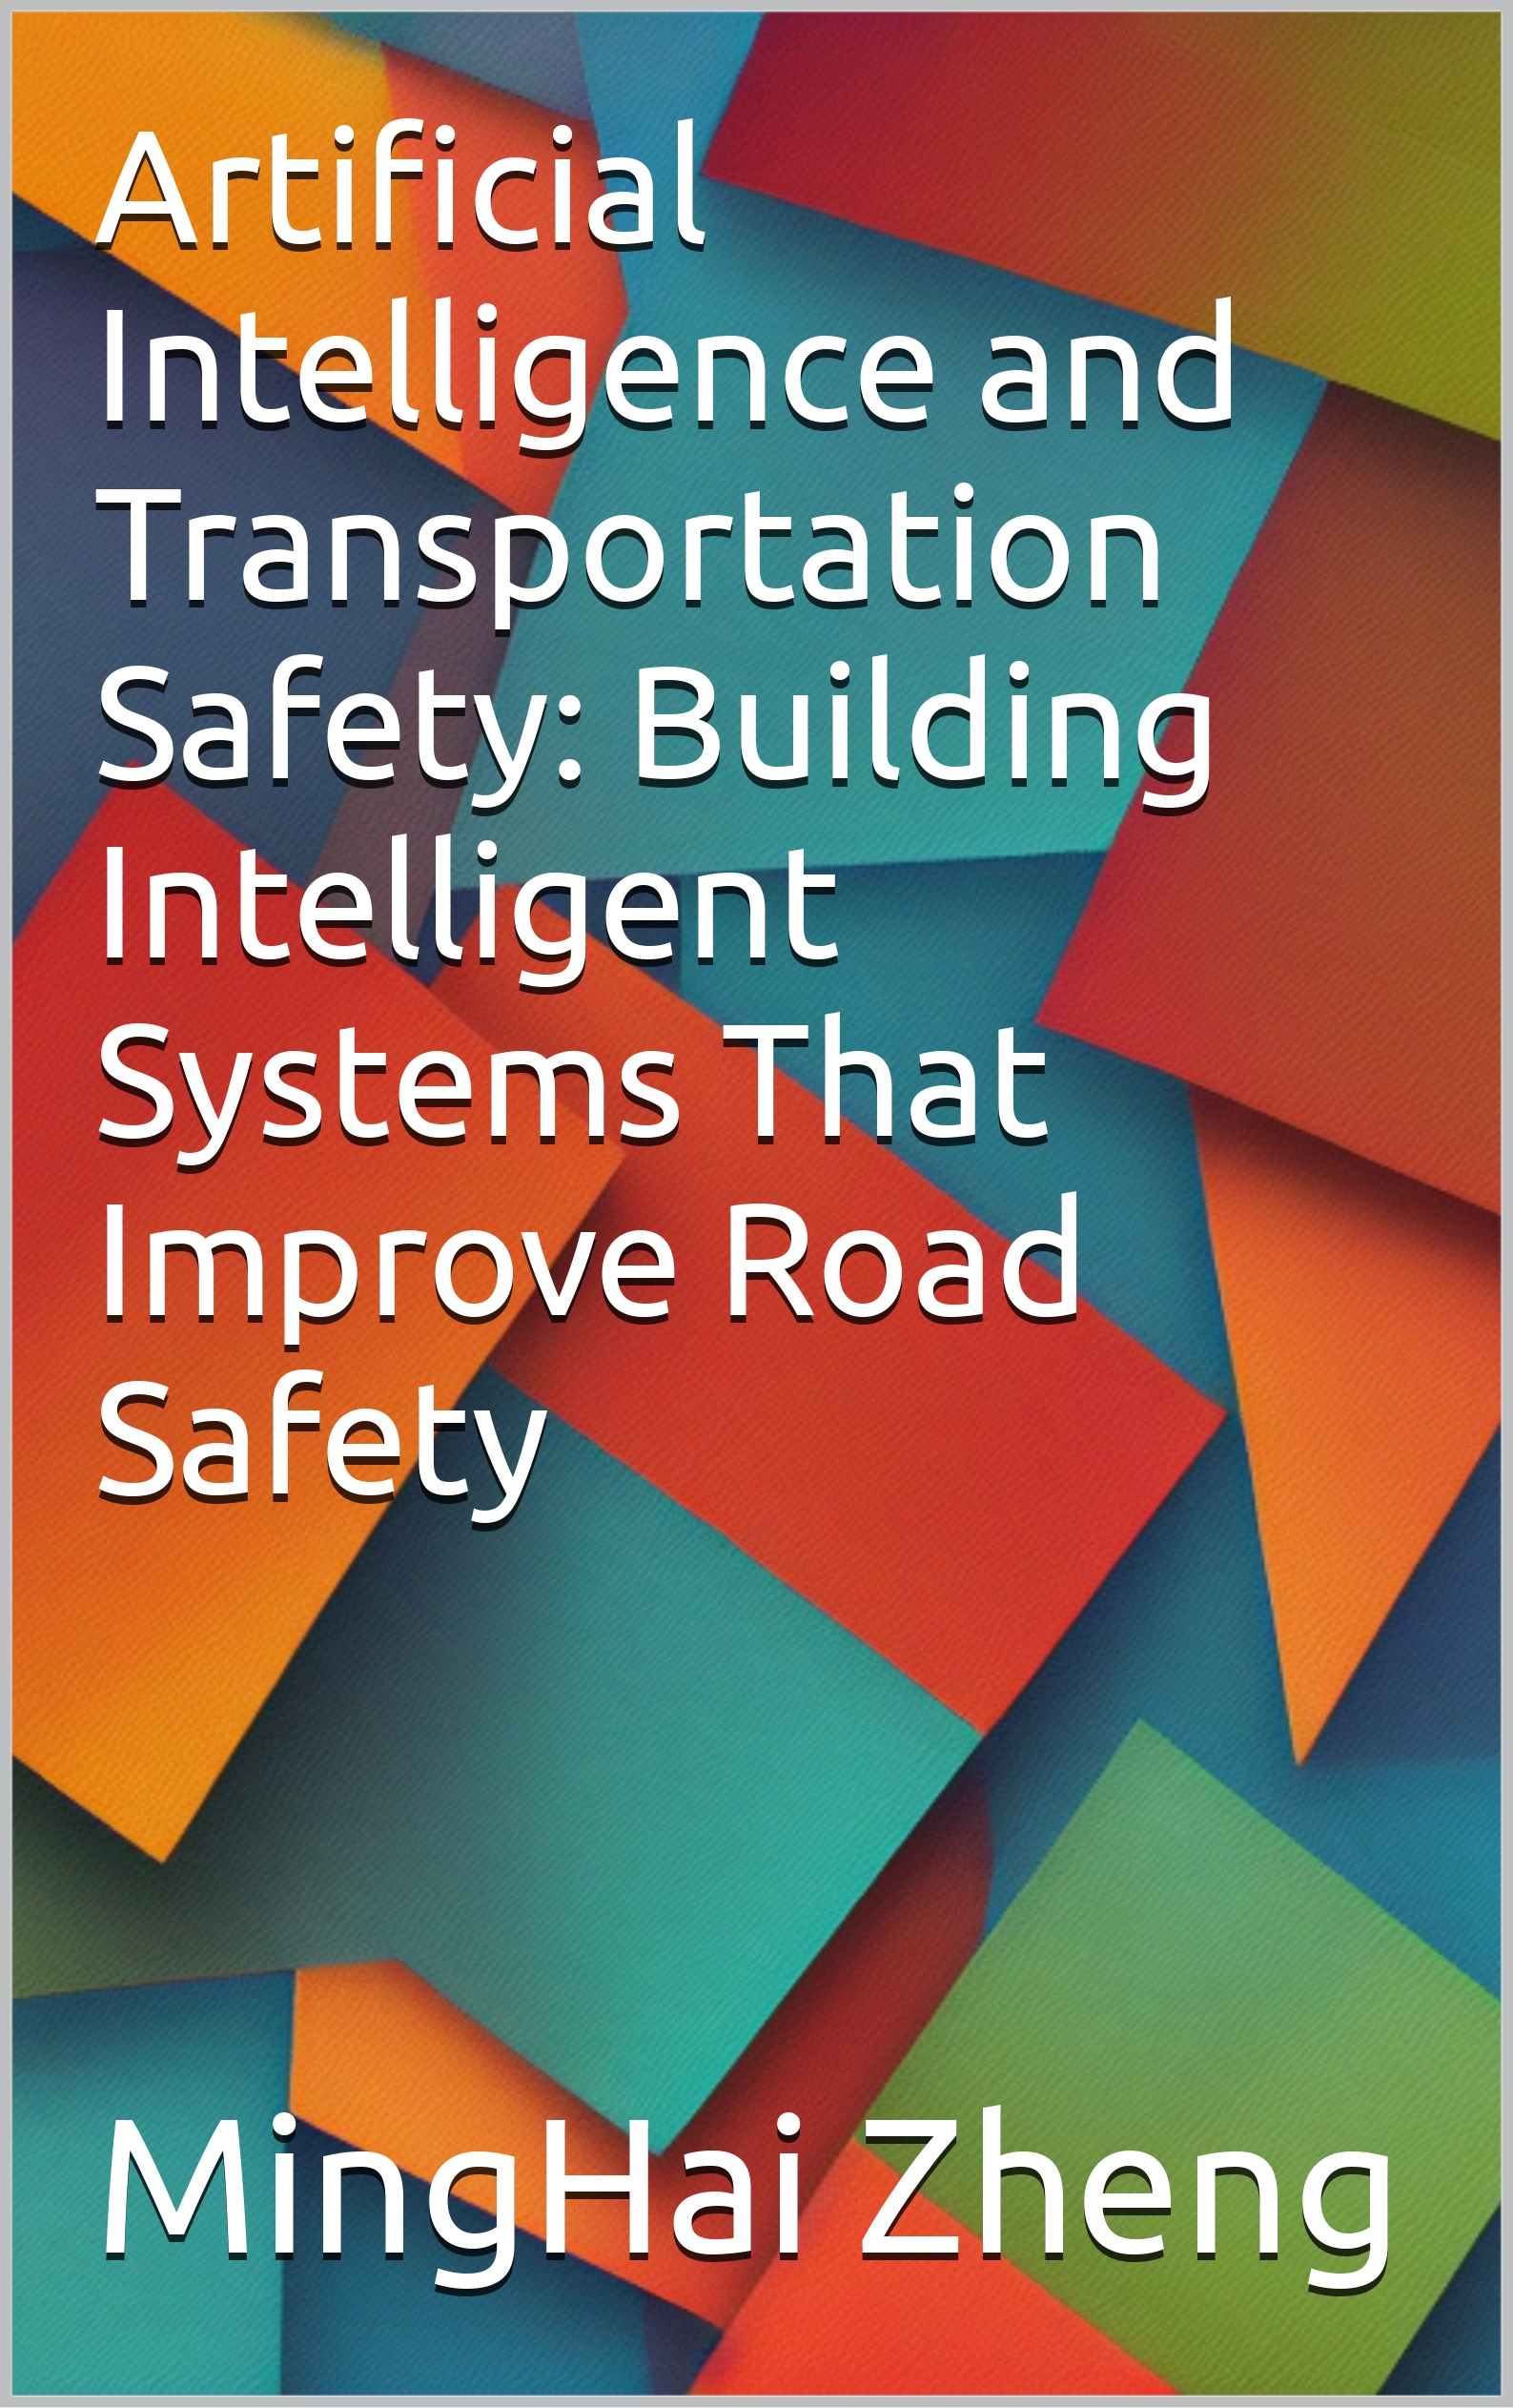 Artificial
Intelligence and
Transportation
Safety: Building
Intelligent
Systems That
Improve Road
Safety
MingHai Zheng